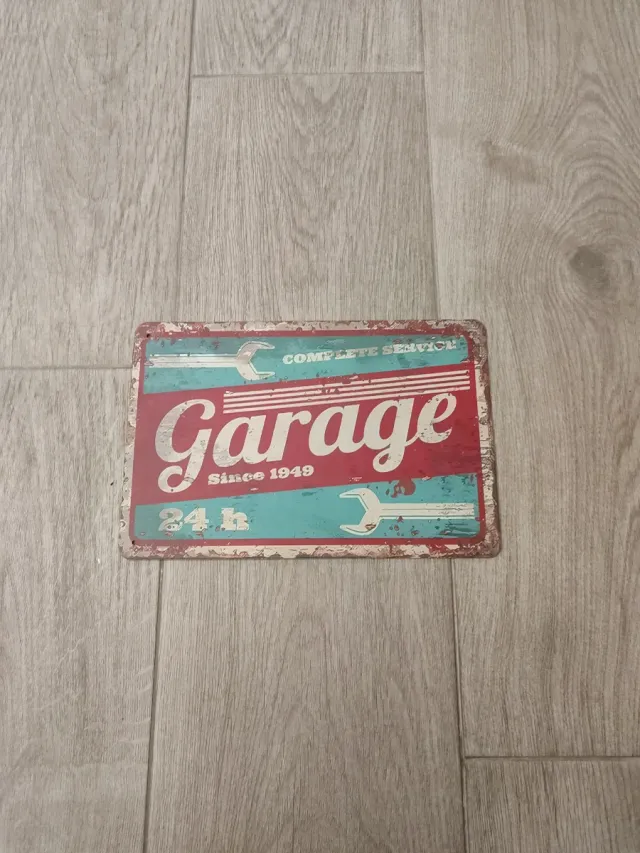 COMPLETE SERVICE
Garage
Since 1949
24 h